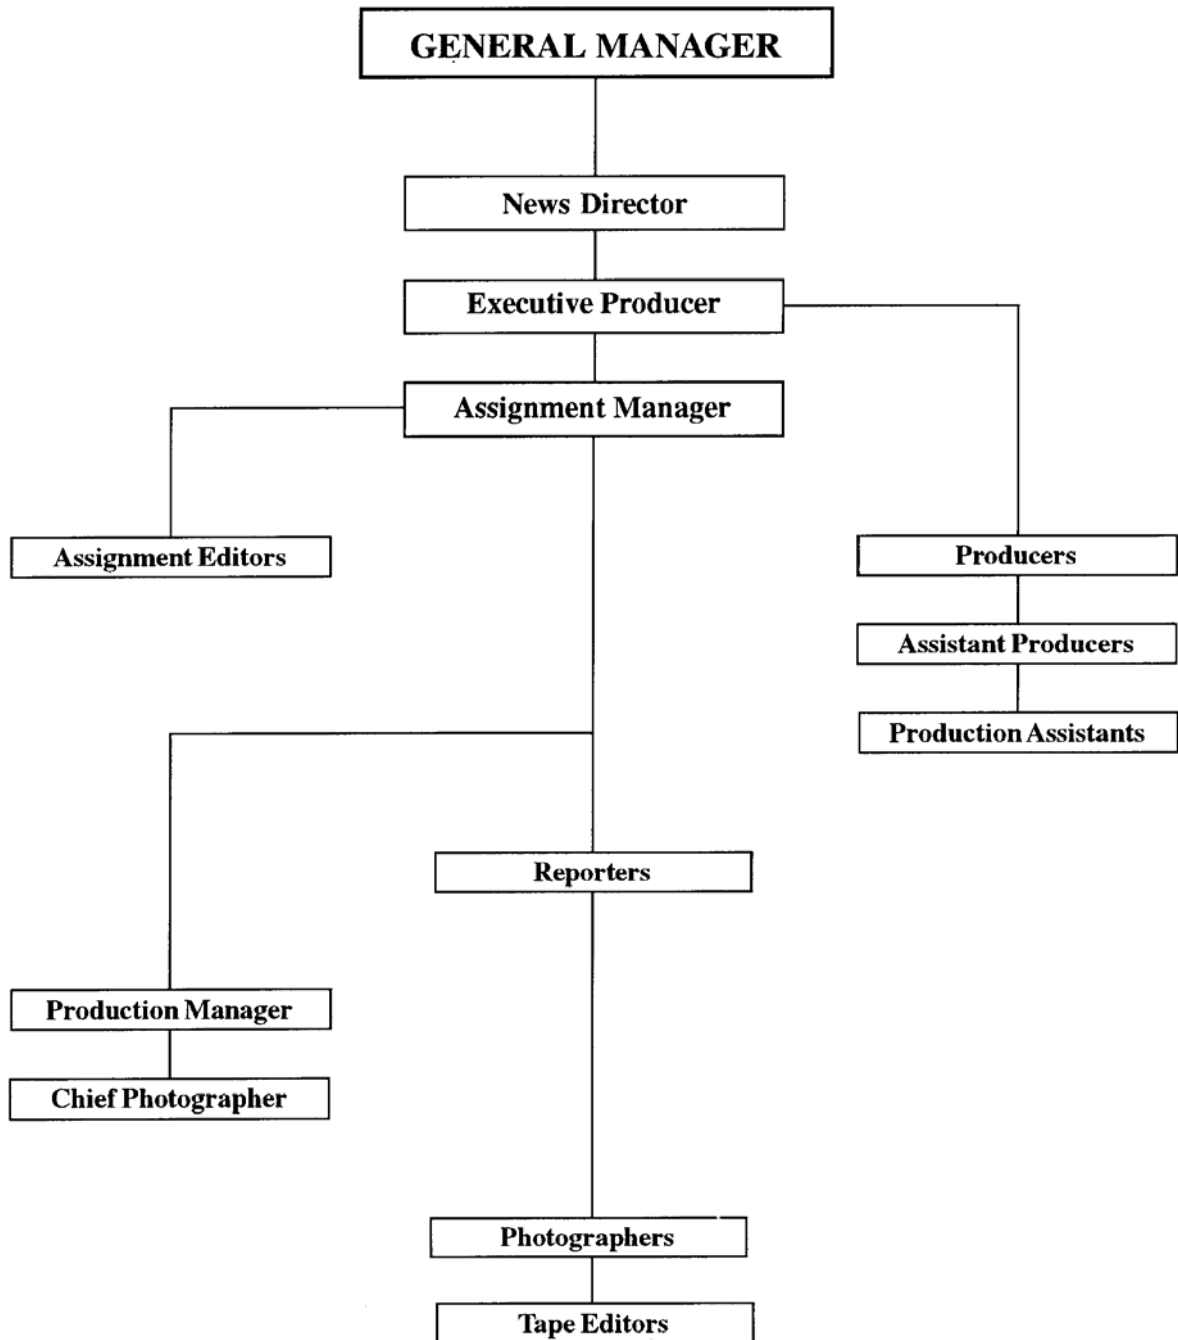 GENERAL MANAGER
News Director
Executive Producer
Assignment Manager
Assignment Editors
Producers
Assistant Producers
Production Assistants
Reporters
Production Manager
Chief Photographer
Photographers
Tape Editors